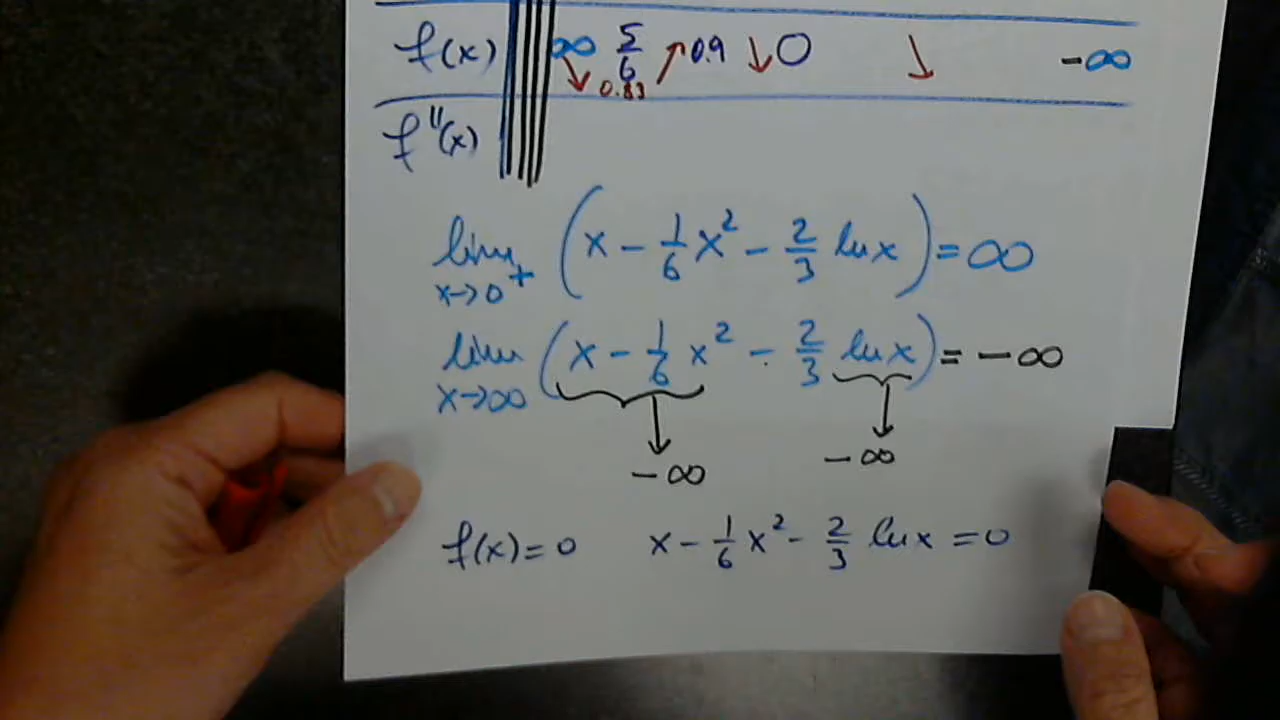 f(x) ∞ ↘ 5/6 0.83 ↗ 0.9 ↓ 0 ↘ -∞
f''(x)
lim x→0+ (x - 1/6 x² - 2/3 ln x) = ∞
lim x→∞ (x - 1/6 x² - 2/3 ln x) = -∞
-∞ -∞
f(x) = 0 x - 1/6 x² - 2/3 ln x = 0